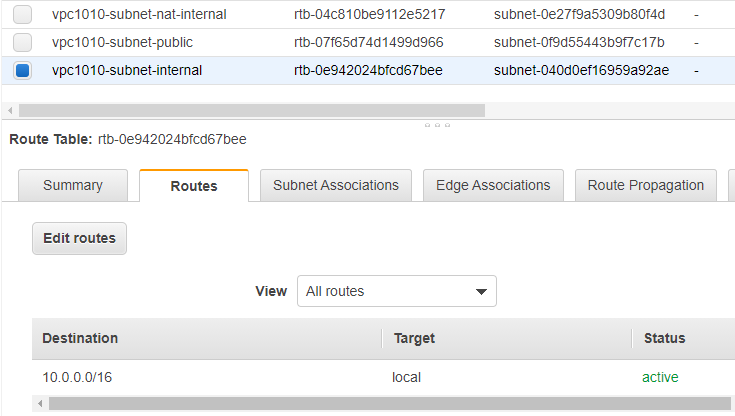 vpc1010-subnet-nat-internal rtb-04c810be9112e5217 subnet-0e27f9a5309b80f4d -
vpc1010-subnet-public rtb-07f65d74d1499d966 subnet-0f9d55443b9f7c17b -
vpc1010-subnet-internal rtb-0e942024bfcd67bee subnet-040d0ef16959a92ae -
Route Table: rtb-0e942024bfcd67bee
Summary Routes Subnet Associations Edge Associations Route Propagation
Edit routes
View All routes
Destination Target Status
10.0.0.0/16 local active